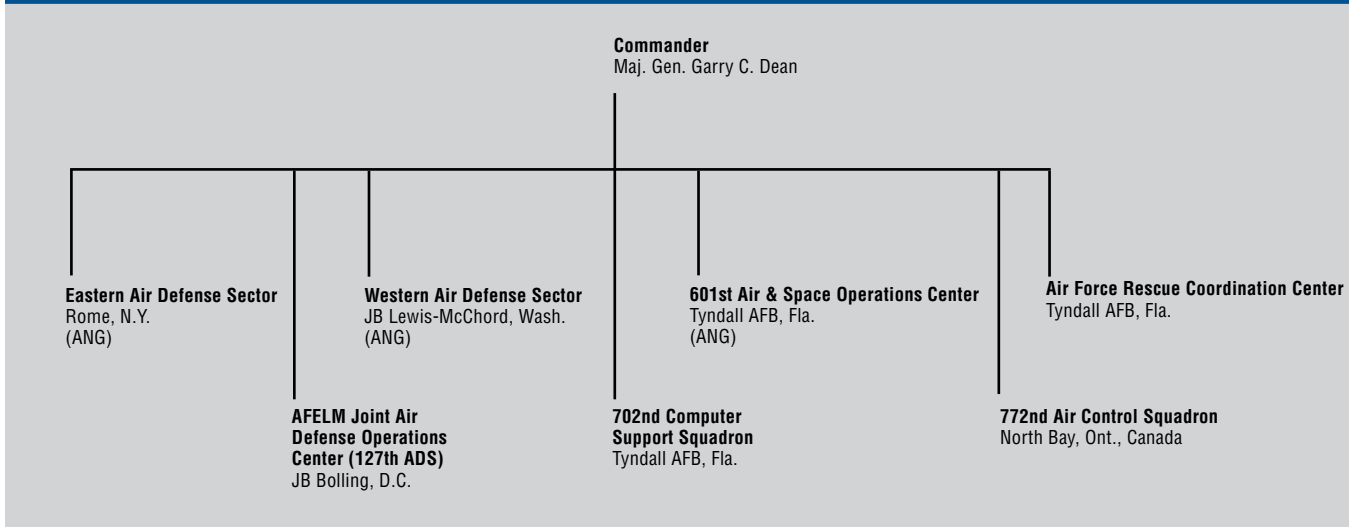 Commander
Maj. Gen. Garry C. Dean
Eastern Air Defense Sector
Rome, N.Y.
(ANG)
Western Air Defense Sector
JB Lewis-McChord, Wash.
(ANG)
601st Air & Space Operations Center
Tyndall AFB, Fla.
(ANG)
Air Force Rescue Coordination Center
Tyndall AFB, Fla.
AFELM Joint Air
Defense Operations
Center (127th ADS)
JB Bolling, D.C.
702nd Computer
Support Squadron
Tyndall AFB, Fla.
772nd Air Control Squadron
North Bay, Ont., Canada